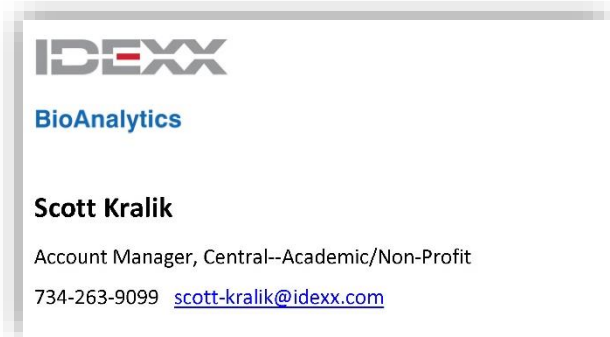 IDEXX
BioAnalytics
Scott Kralik
Account Manager, Central--Academic/Non-Profit
734-263-9099 scott-kralik@idexx.com